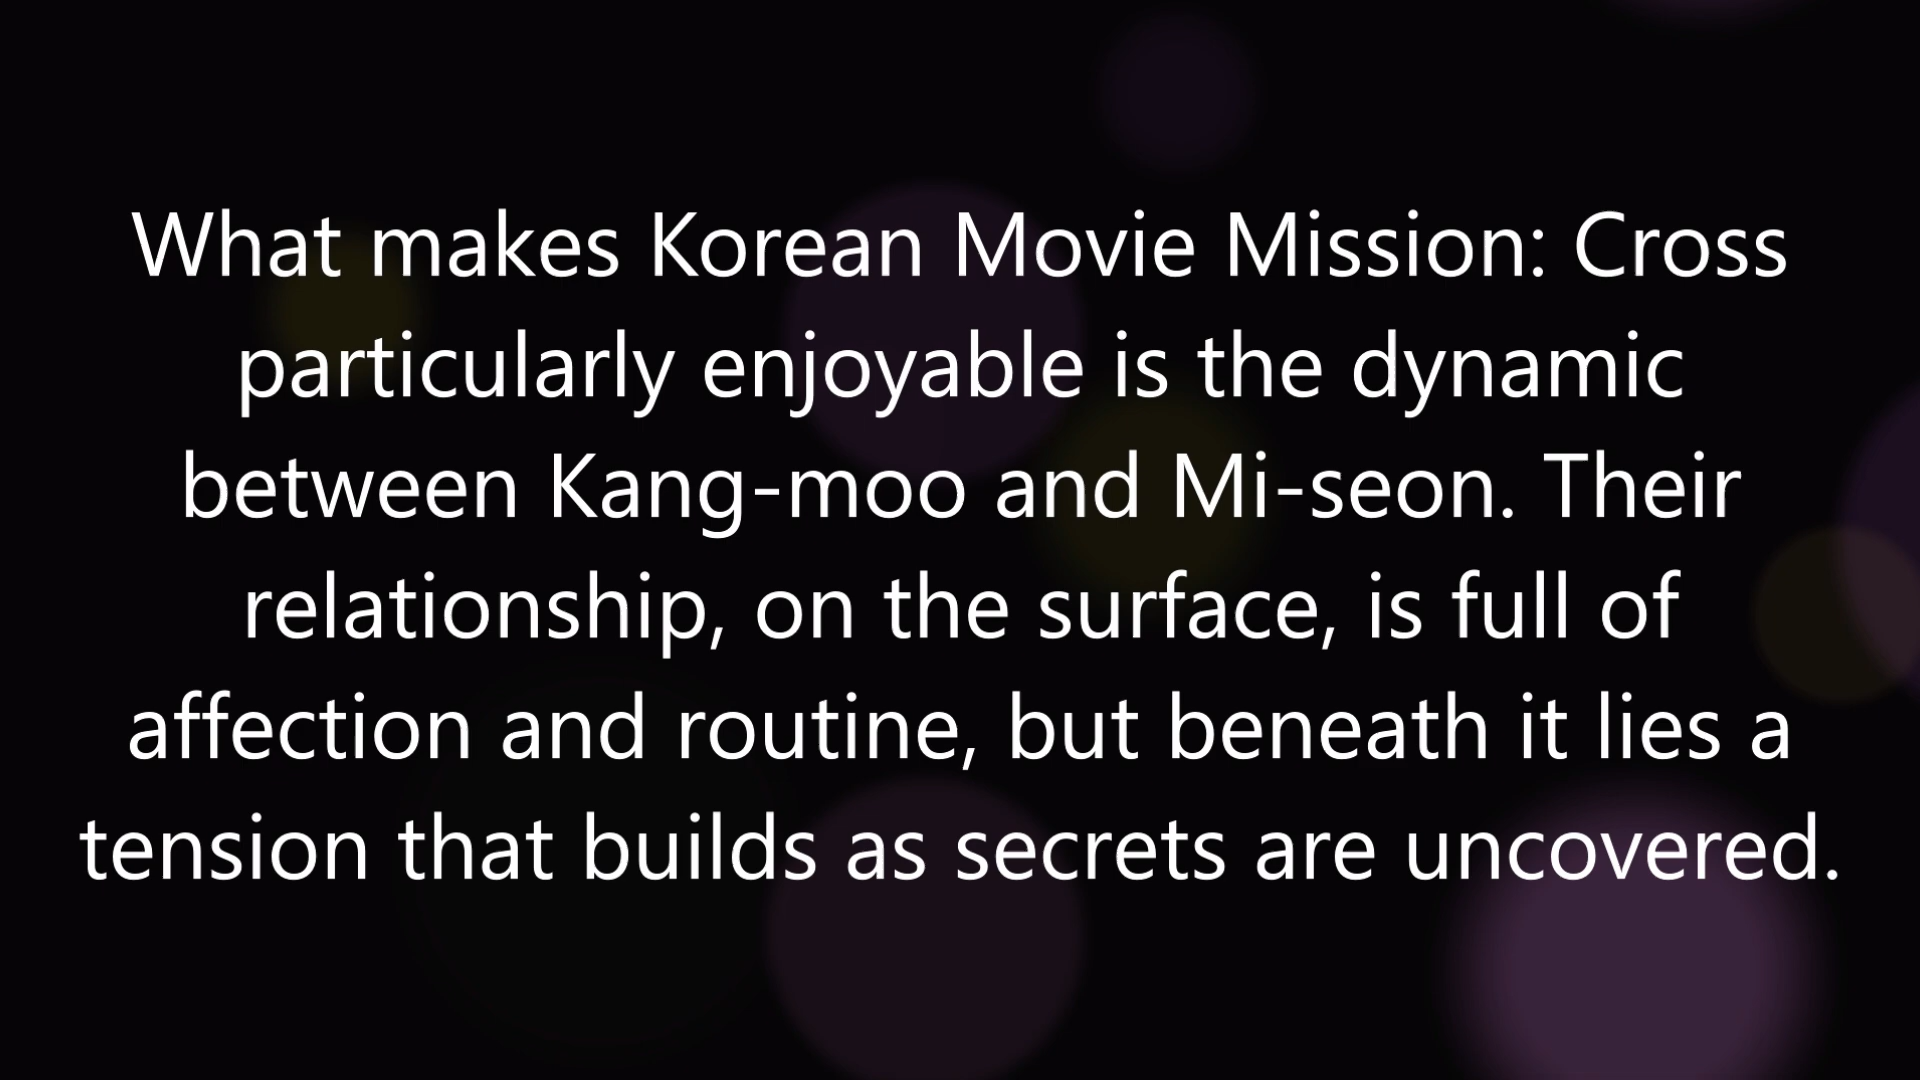 What makes Korean Movie Mission: Cross
particularly enjoyable is the dynamic
between Kang-moo and Mi-seon. Their
relationship, on the surface, is full of
affection and routine, but beneath it lies a
tension that builds as secrets are uncovered.